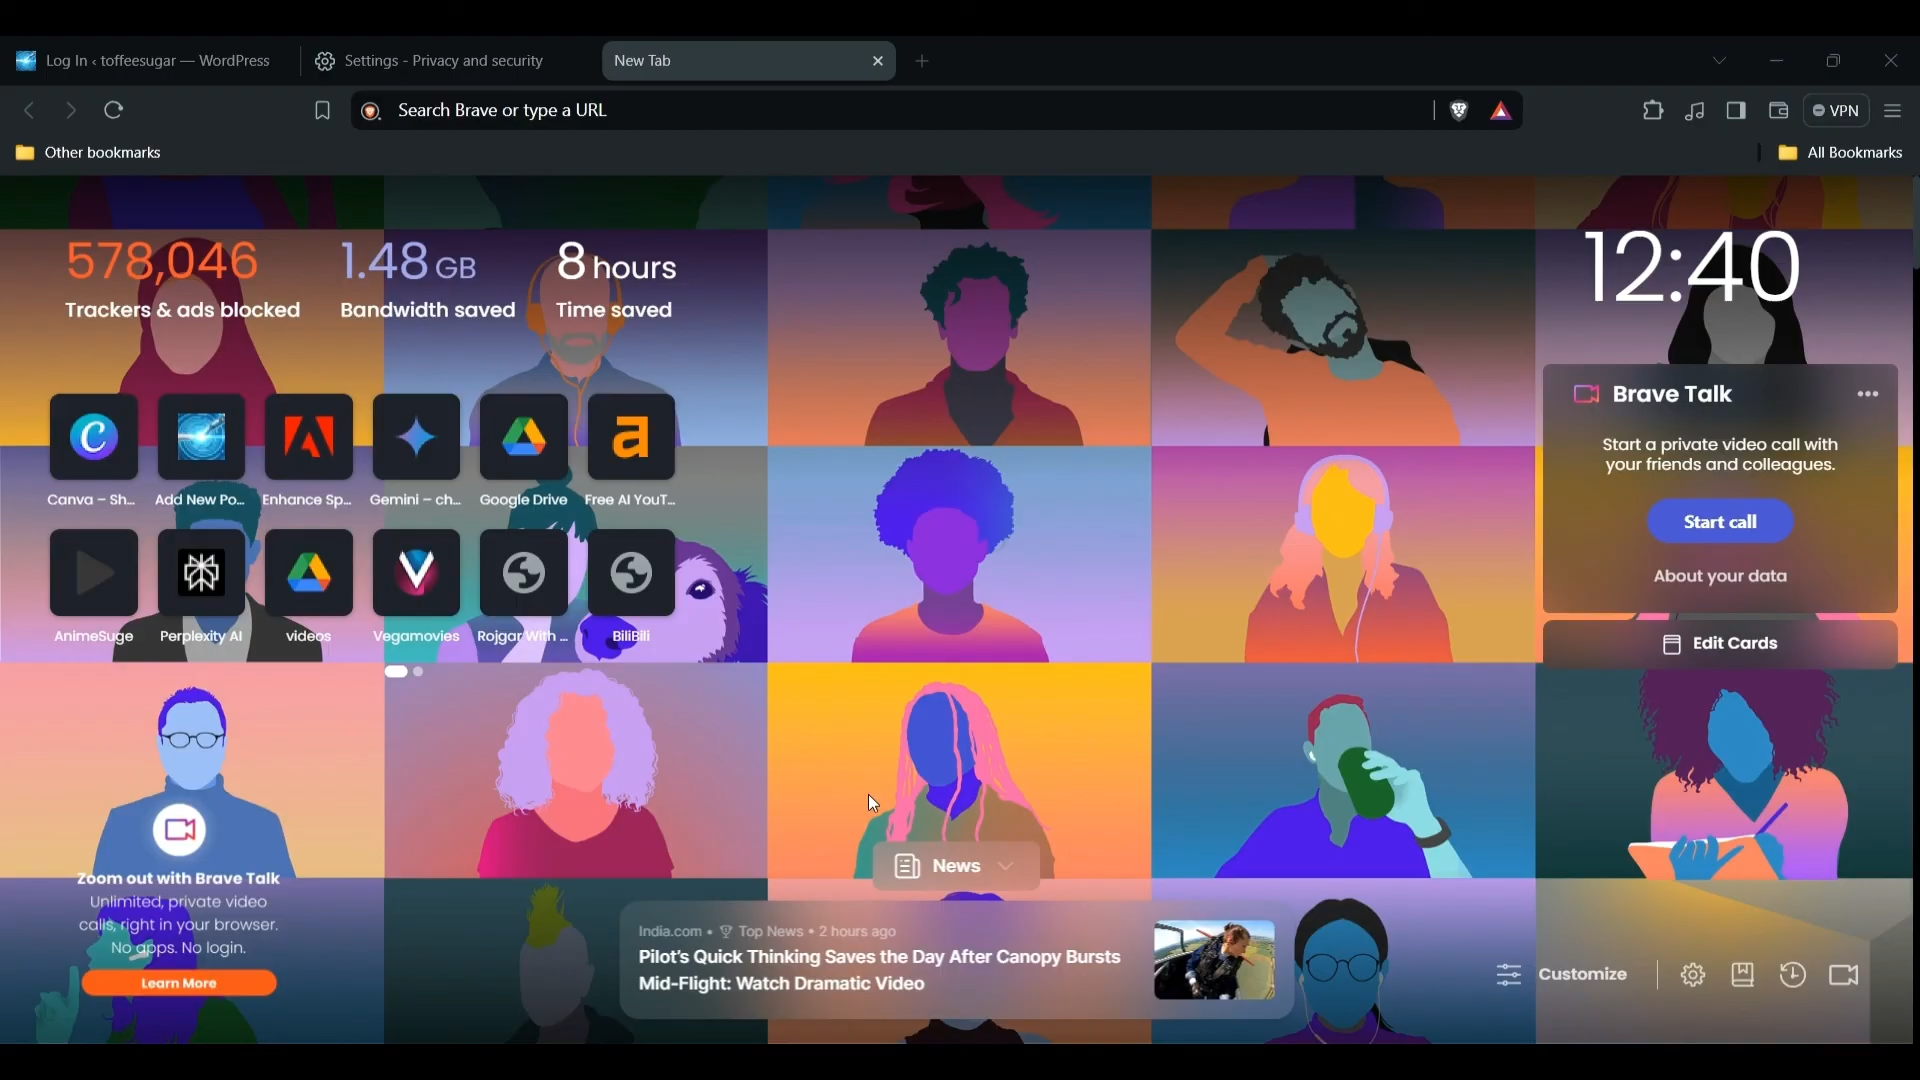 Log In ‹ toffeesugar — WordPress
Settings - Privacy and security
New Tab
Search Brave or type a URL
VPN
Other bookmarks
All Bookmarks
578,046
Trackers & ads blocked
1.48 GB
Bandwidth saved
8 hours
Time saved
12:40
Canva – Sh...
Add New Po...
Enhance Sp...
Gemini – ch...
Google Drive
Free AI YouT...
AnimeSuge
Perplexity AI
videos
Vegamovies
Rojgar With ...
BiliBili
Brave Talk
Start a private video call with
your friends and colleagues.
Start call
About your data
Edit Cards
Zoom out with Brave Talk
Unlimited, private video
calls, right in your browser.
No apps. No login.
Learn More
News
India.com • Top News • 2 hours ago
Pilot's Quick Thinking Saves the Day After Canopy Bursts
Mid-Flight: Watch Dramatic Video
Customize